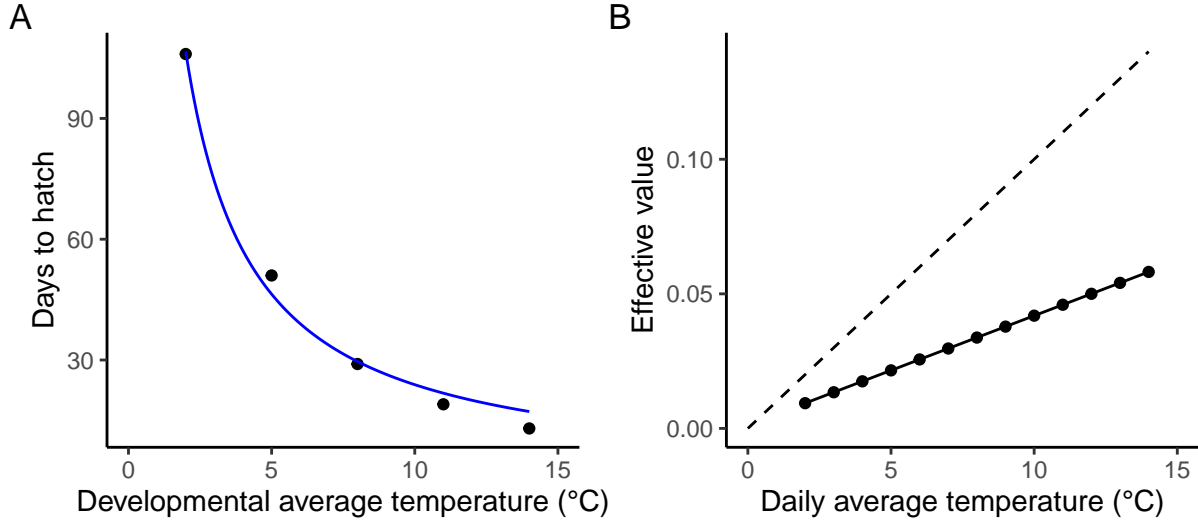 A
Days to hatch
90
60
30
0
5
10
15
Developmental average temperature (°C)
B
Effective value
0.10
0.05
0.00
0
5
10
15
Daily average temperature (°C)